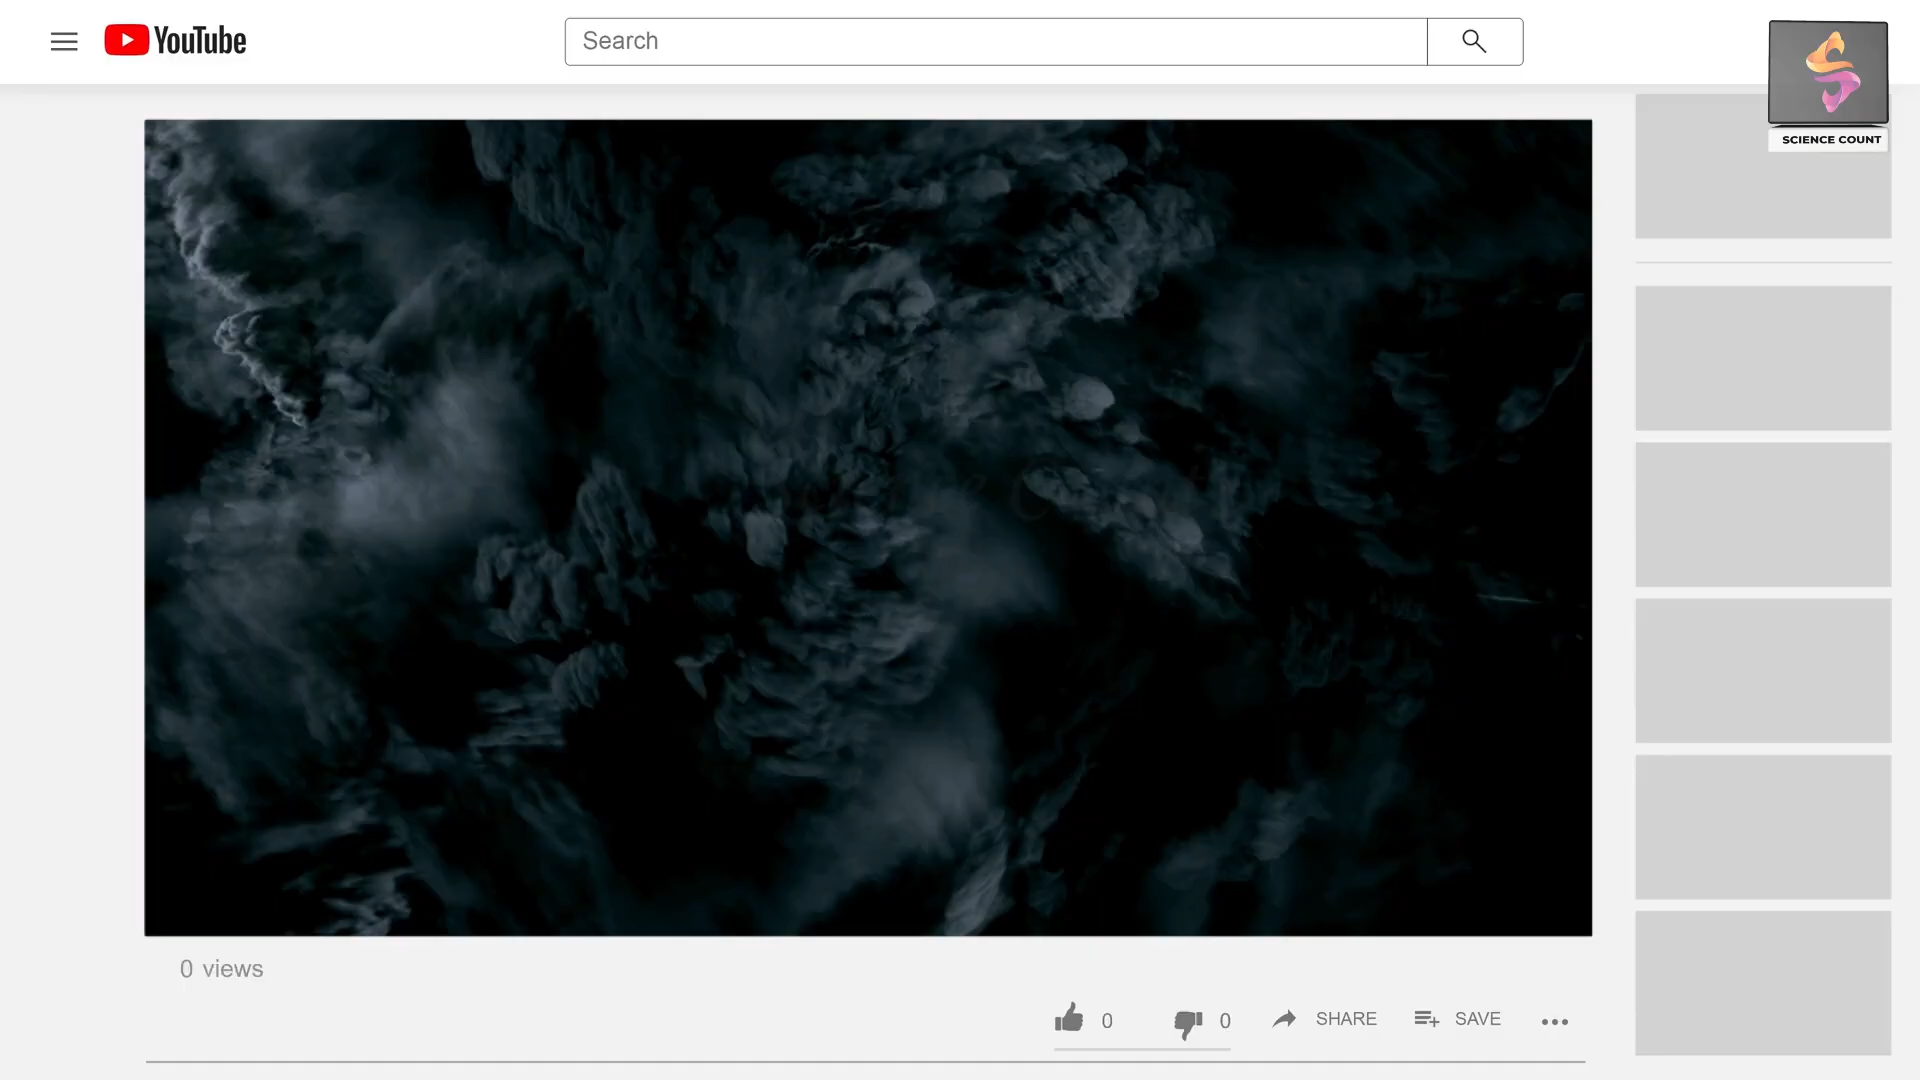 YouTube
Search
SCIENCE COUNT
0 views
0
0
SHARE
SAVE